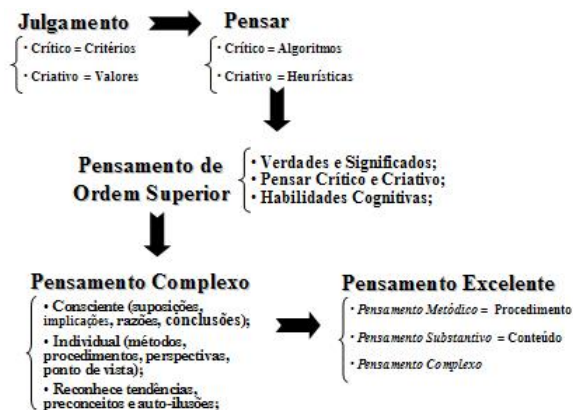 Julgamento
• Crítico = Critérios
• Criativo = Valores
Pensar
• Crítico = Algoritmos
• Criativo = Heurísticas
Pensamento de
Ordem Superior
• Verdades e Significados;
• Pensar Crítico e Criativo;
• Habilidades Cognitivas;
Pensamento Complexo
• Consciente (suposições,
implicações, razões, conclusões);
• Individual (métodos,
procedimentos, perspectivas,
ponto de vista);
• Reconhece tendências,
preconceitos e auto-ilusões;
Pensamento Excelente
• Pensamento Metódico = Procedimento
• Pensamento Substantivo = Conteúdo
• Pensamento Complexo